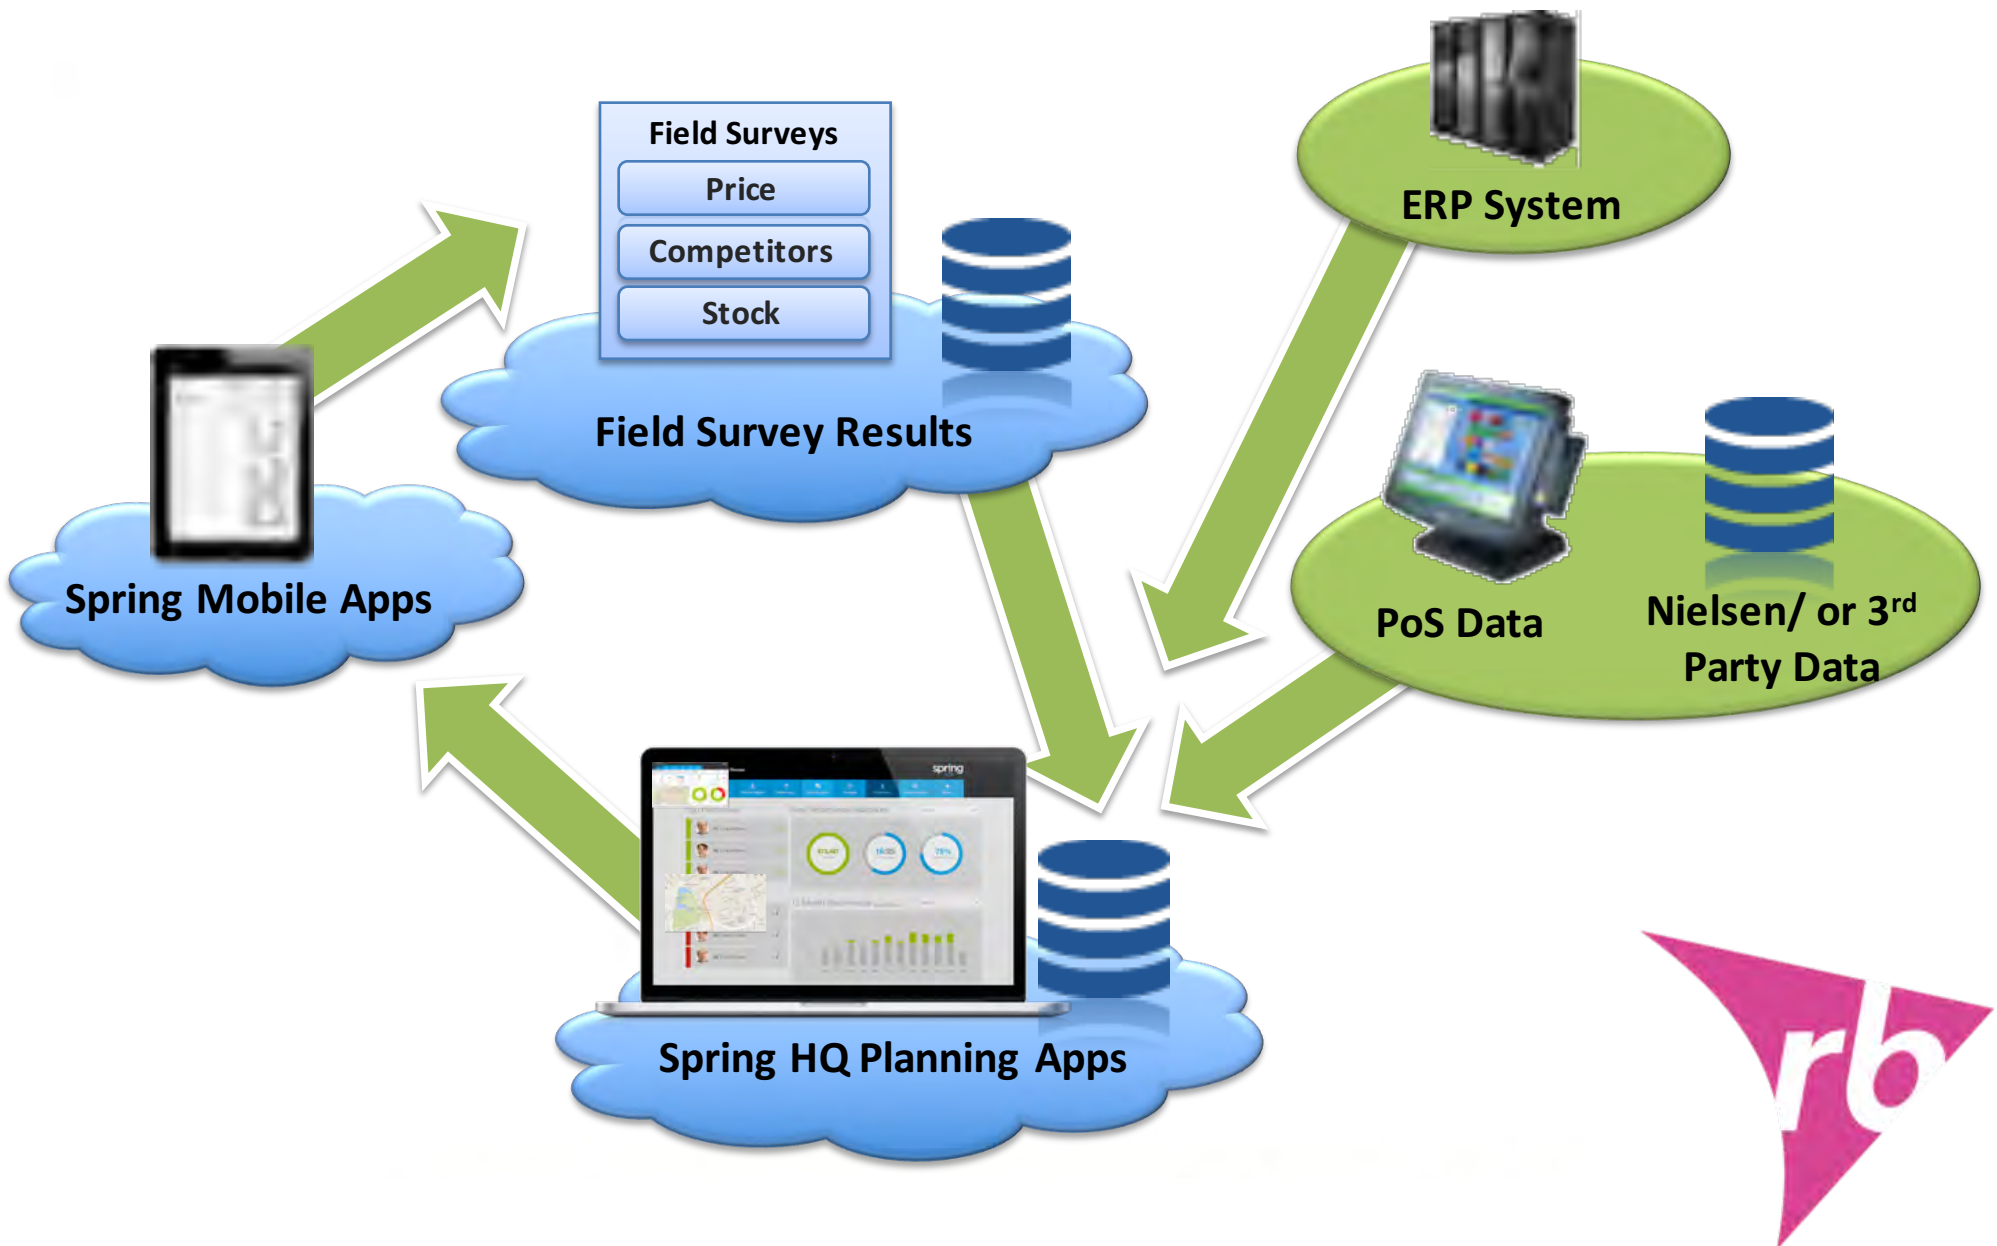 Field Surveys
Price
Competitors
Stock
Field Survey Results
ERP System
Spring Mobile Apps
PoS Data
Nielsen/ or 3rd
Party Data
spring
Spring HQ Planning Apps
rb